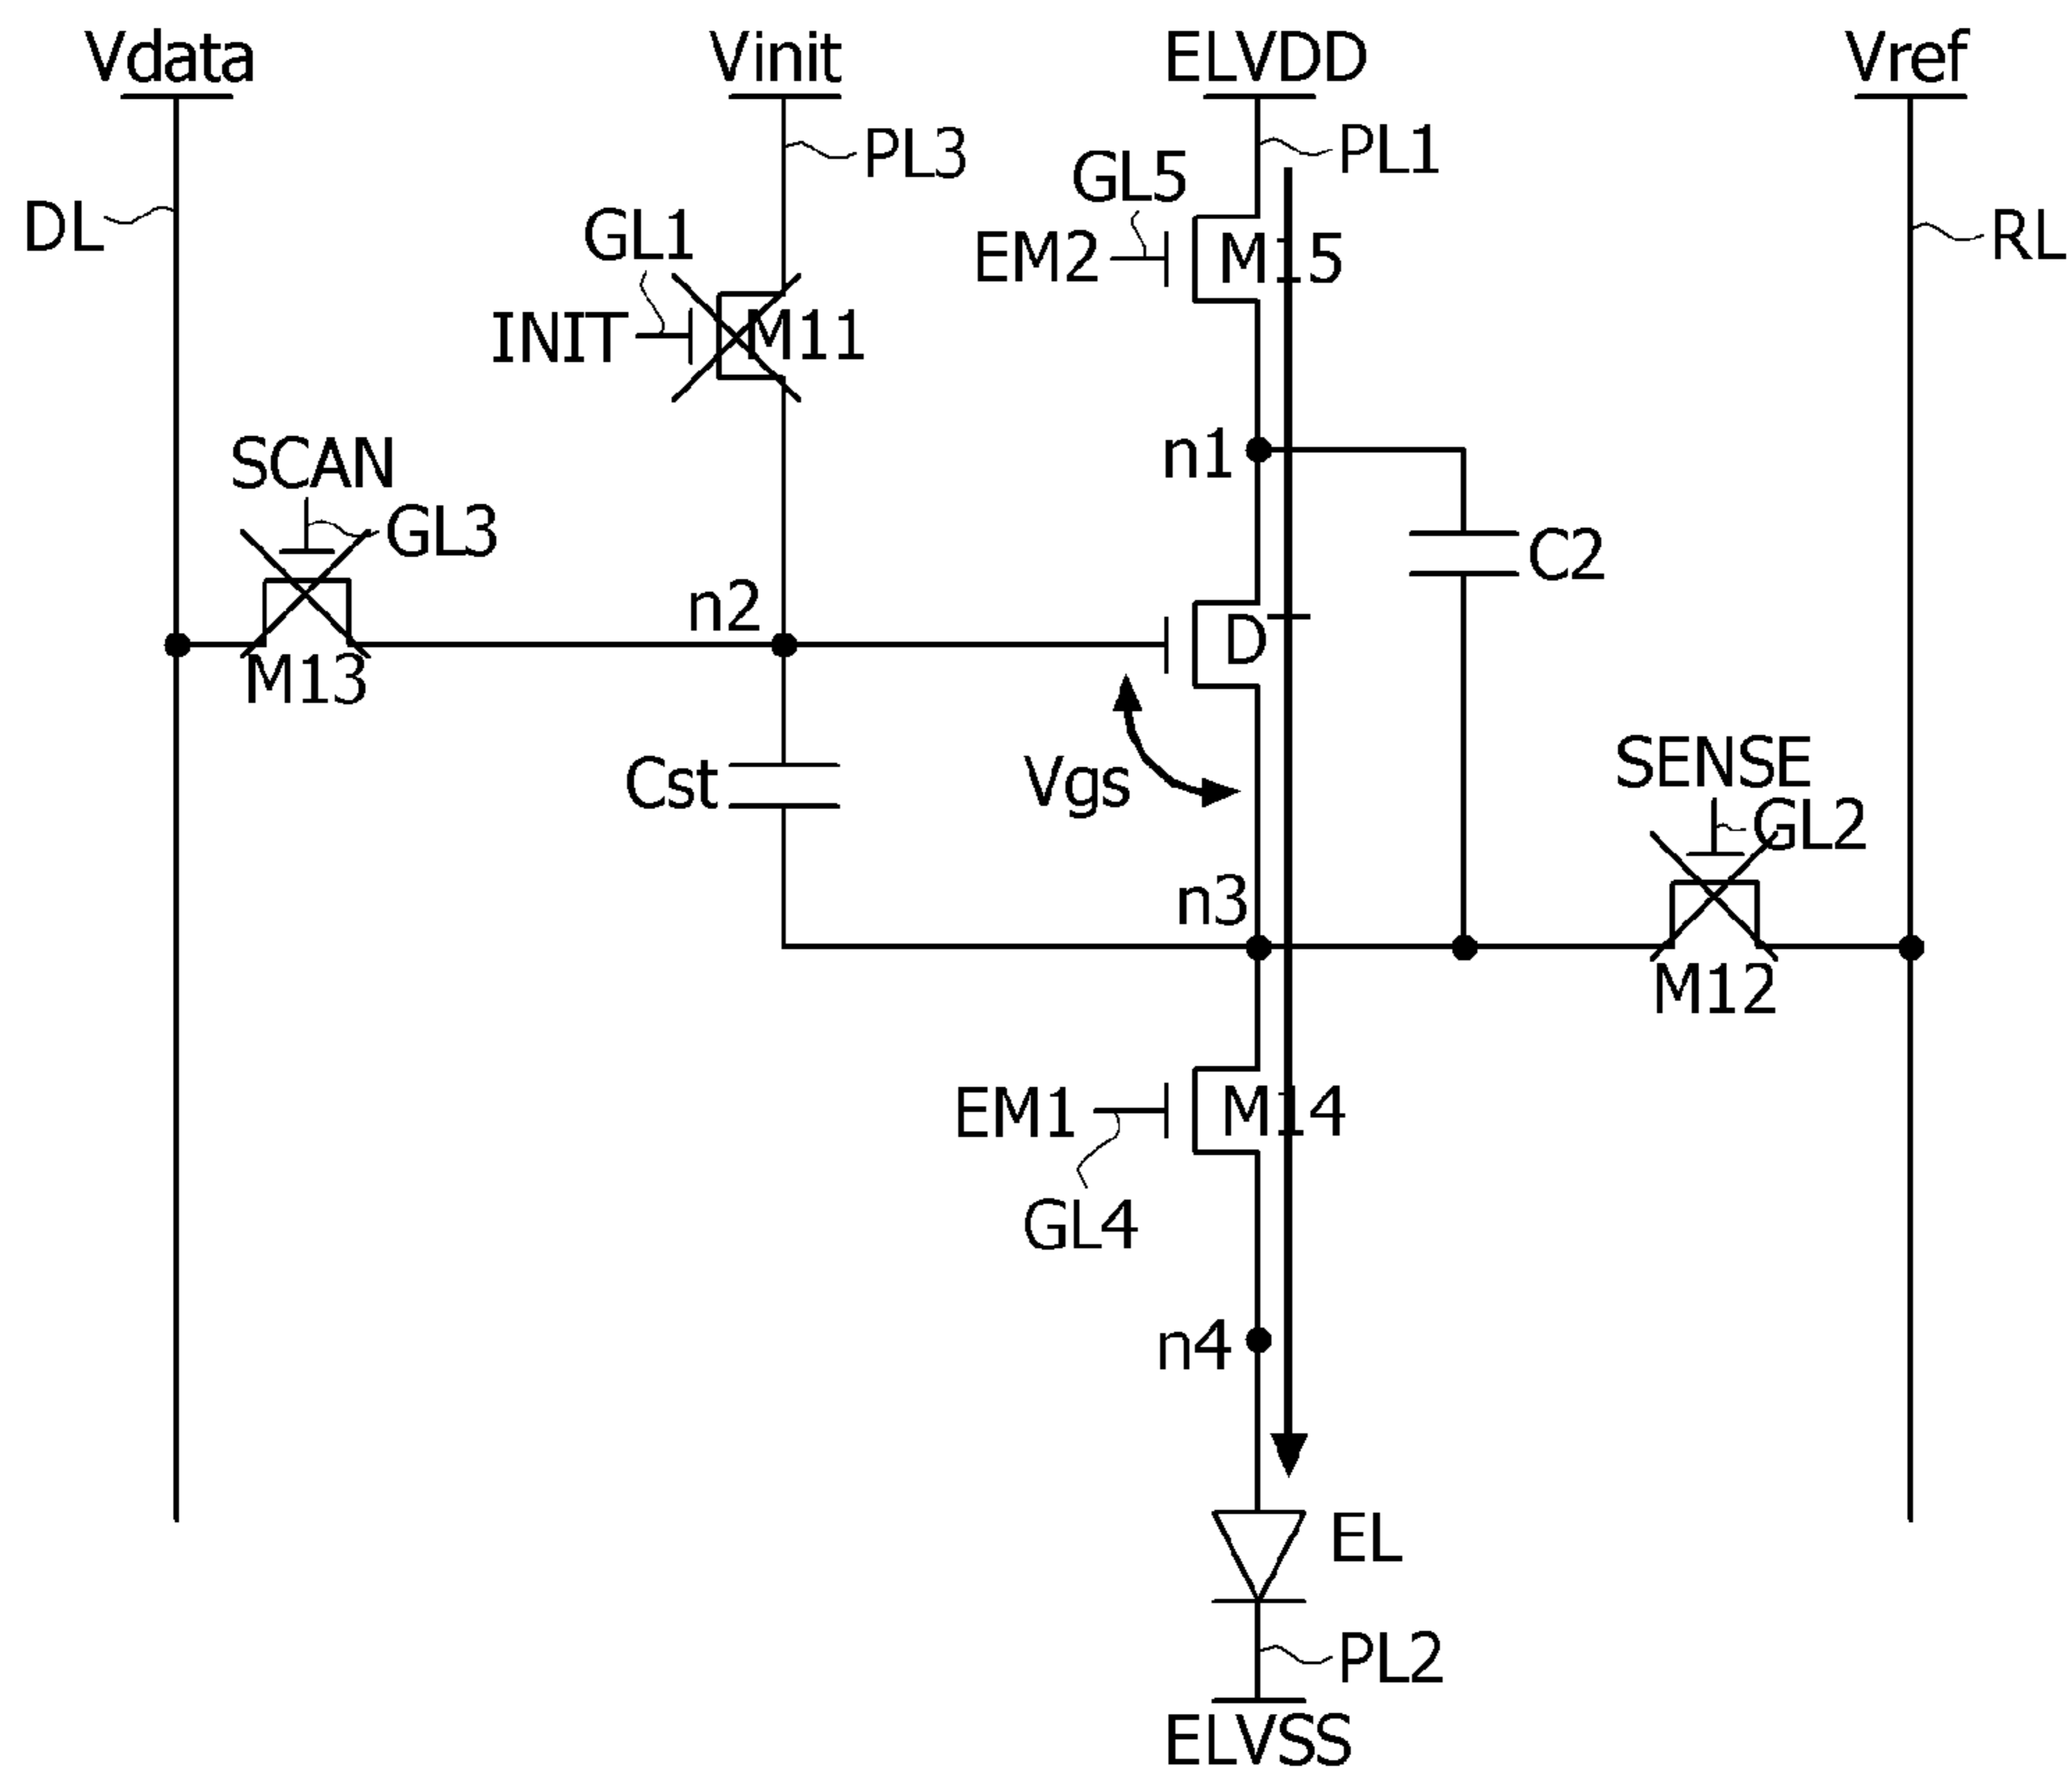 Vdata
Vinit
ELVDD
Vref
PL3
PL1
GL5
DL
GL1
EM2
M15
RL
INIT
M11
SCAN
n1
GL3
C2
n2
DT
M13
Cst
Vgs
SENSE
GL2
n3
M12
EM1
M14
GL4
n4
EL
PL2
ELVSS